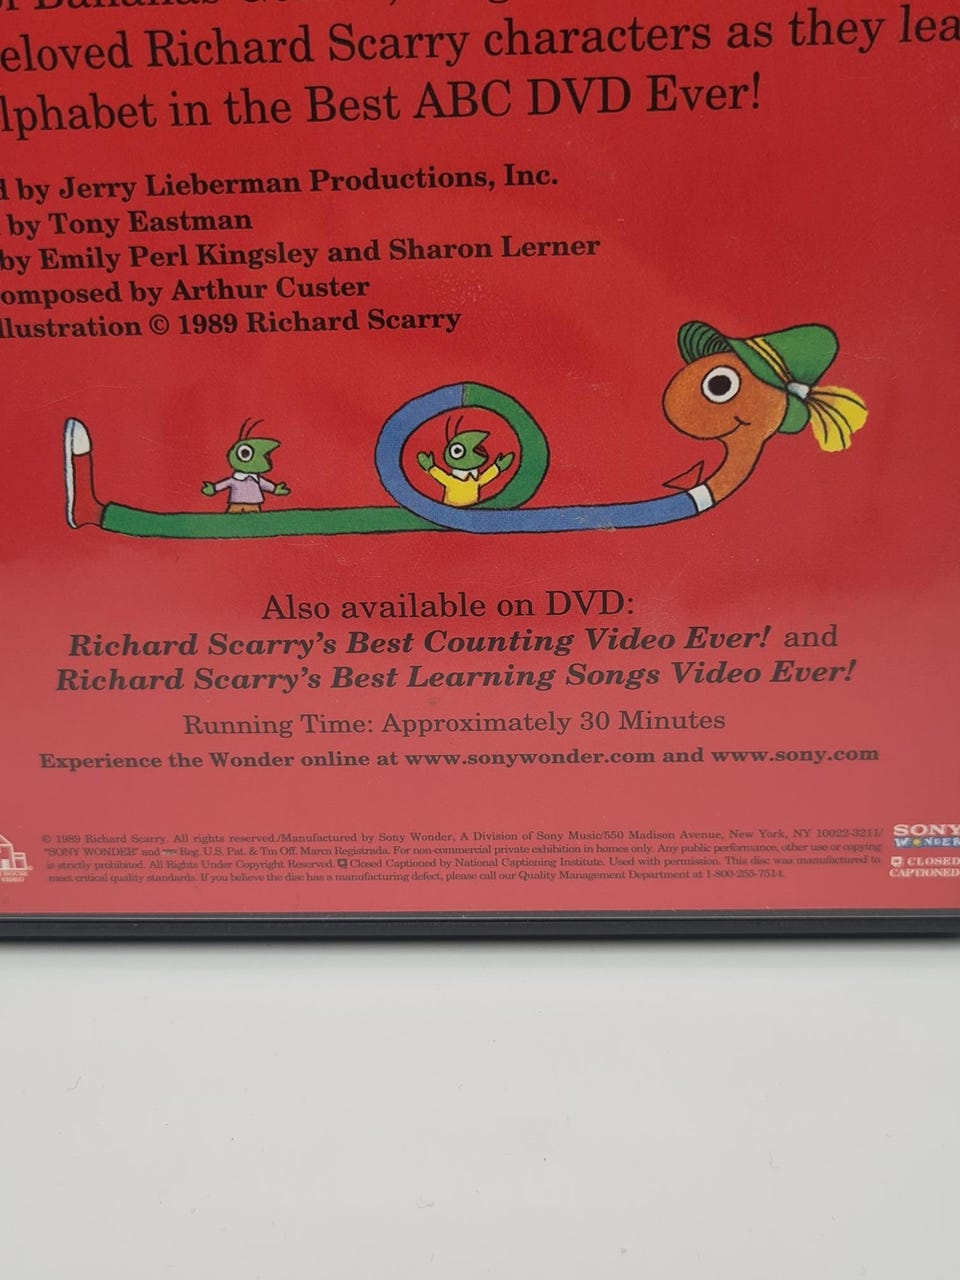 eloved Richard Scarry characters as they lea
lphabet in the Best ABC DVD Ever!
d by Jerry Lieberman Productions, Inc.
by Tony Eastman
by Emily Perl Kingsley and Sharon Lerner
omposed by Arthur Custer
llustration © 1989 Richard Scarry
Also available on DVD:
Richard Scarry's Best Counting Video Ever! and
Richard Scarry's Best Learning Songs Video Ever!
Running Time: Approximately 30 Minutes
Experience the Wonder online at www.sonywonder.com and www.sony.com
© 1989 Richard Scarry. All rights reserved./Manufactured by Sony Wonder, A Division of Sony Music/550 Madison Avenue, New York, NY 10022-3211/
"SONY WONDER" and Reg. U.S. Pat. & Tm Off. Marca Registrada. For non-commercial private exhibition in homes only. Any public performance, other use or copying
is strictly prohibited. All Rights Under Copyright Reserved. Closed Captioned by National Captioning Institute. Used with permission. This disc was manufactured to
meet critical quality standards. If you believe the disc has a manufacturing defect, please call our Quality Management Department at 1-800-255-7514.
SONY
WONDER
CLOSED
CAPTIONED
VIDEO